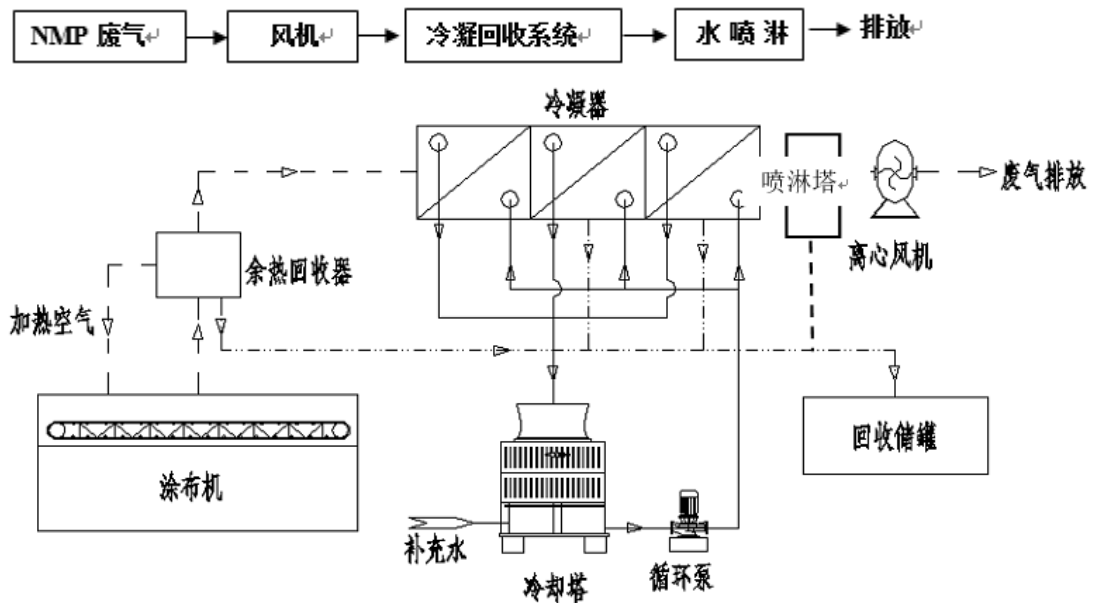 NMP 废气
风机
冷凝回收系统
水 喷 淋
排放
冷凝器
喷淋塔
废气排放
离心风机
余热回收器
加热空气
涂布机
回收储罐
补充水
冷却塔
循环泵